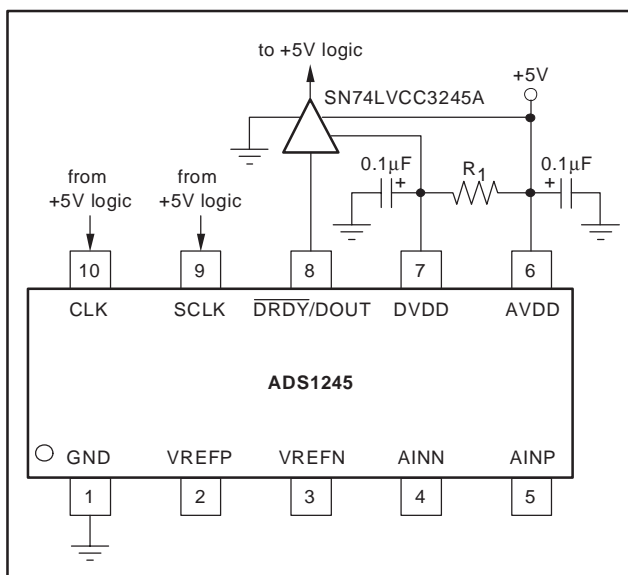 to +5V logic
SN74LVCC3245A
+5V
from
+5V logic
from
+5V logic
0.1μF
+
R1
0.1μF
+
10
9
8
7
6
CLK
SCLK
DRDY/DOUT
DVDD
AVDD
ADS1245
GND
VREFP
VREFN
AINN
AINP
1
2
3
4
5